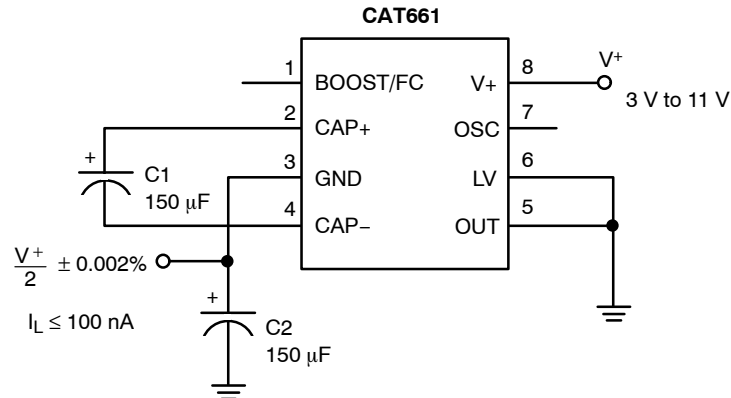 CAT661
1
BOOST/FC
2
CAP+
3
GND
4
CAP−
8
V+
7
OSC
6
LV
5
OUT
V+
3 V to 11 V
+
C1
150 μF
V+
2
± 0.002%
IL ≤ 100 nA
+
C2
150 μF